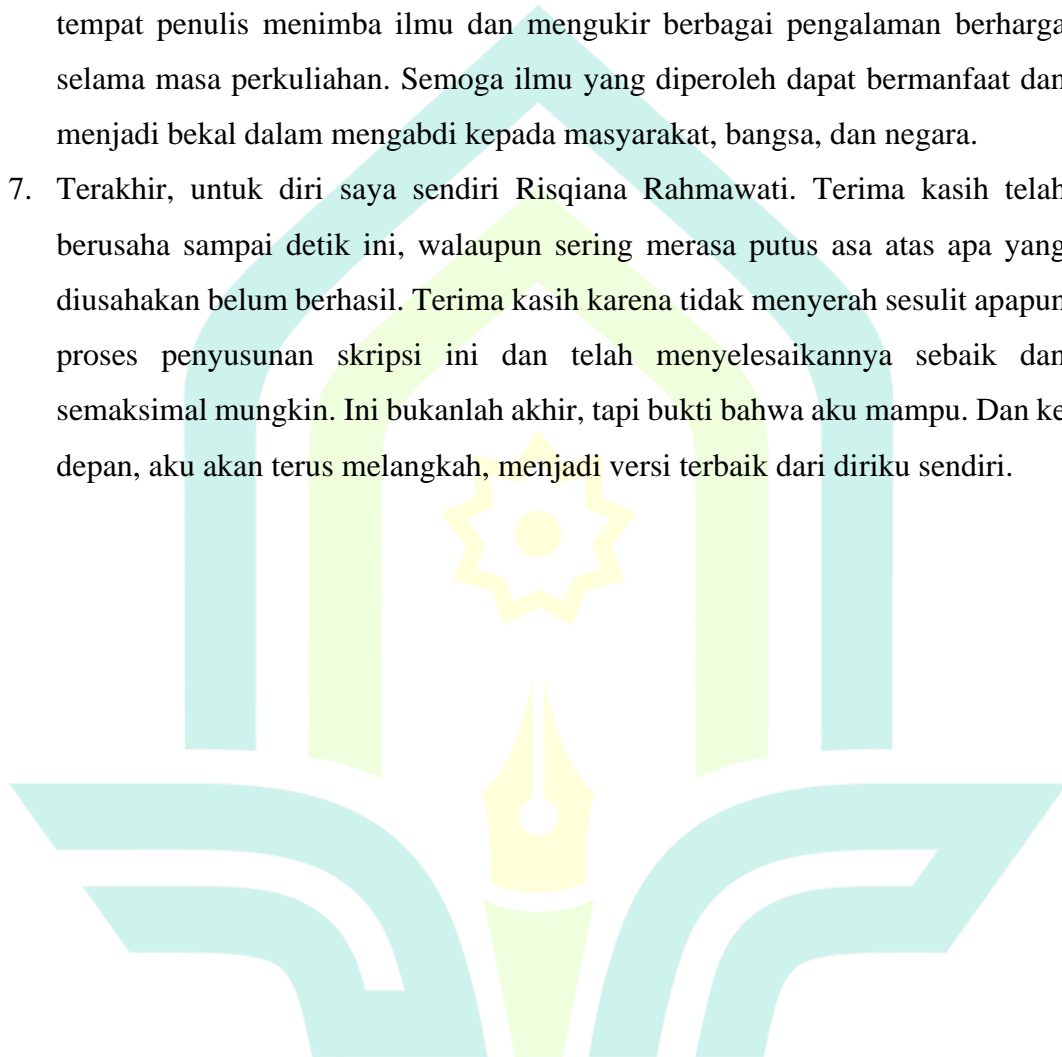 tempat penulis menimba ilmu dan mengukir berbagai pengalaman berharga
selama masa perkuliahan. Semoga ilmu yang diperoleh dapat bermanfaat dan
menjadi bekal dalam mengabdi kepada masyarakat, bangsa, dan negara.
7. Terakhir, untuk diri saya sendiri Risqiana Rahmawati. Terima kasih telah
berusaha sampai detik ini, walaupun sering merasa putus asa atas apa yang
diusahakan belum berhasil. Terima kasih karena tidak menyerah sesulit apapun
proses penyusunan skripsi ini dan telah menyelesaikannya sebaik dan
semaksimal mungkin. Ini bukanlah akhir, tapi bukti bahwa aku mampu. Dan ke
depan, aku akan terus melangkah, menjadi versi terbaik dari diriku sendiri.